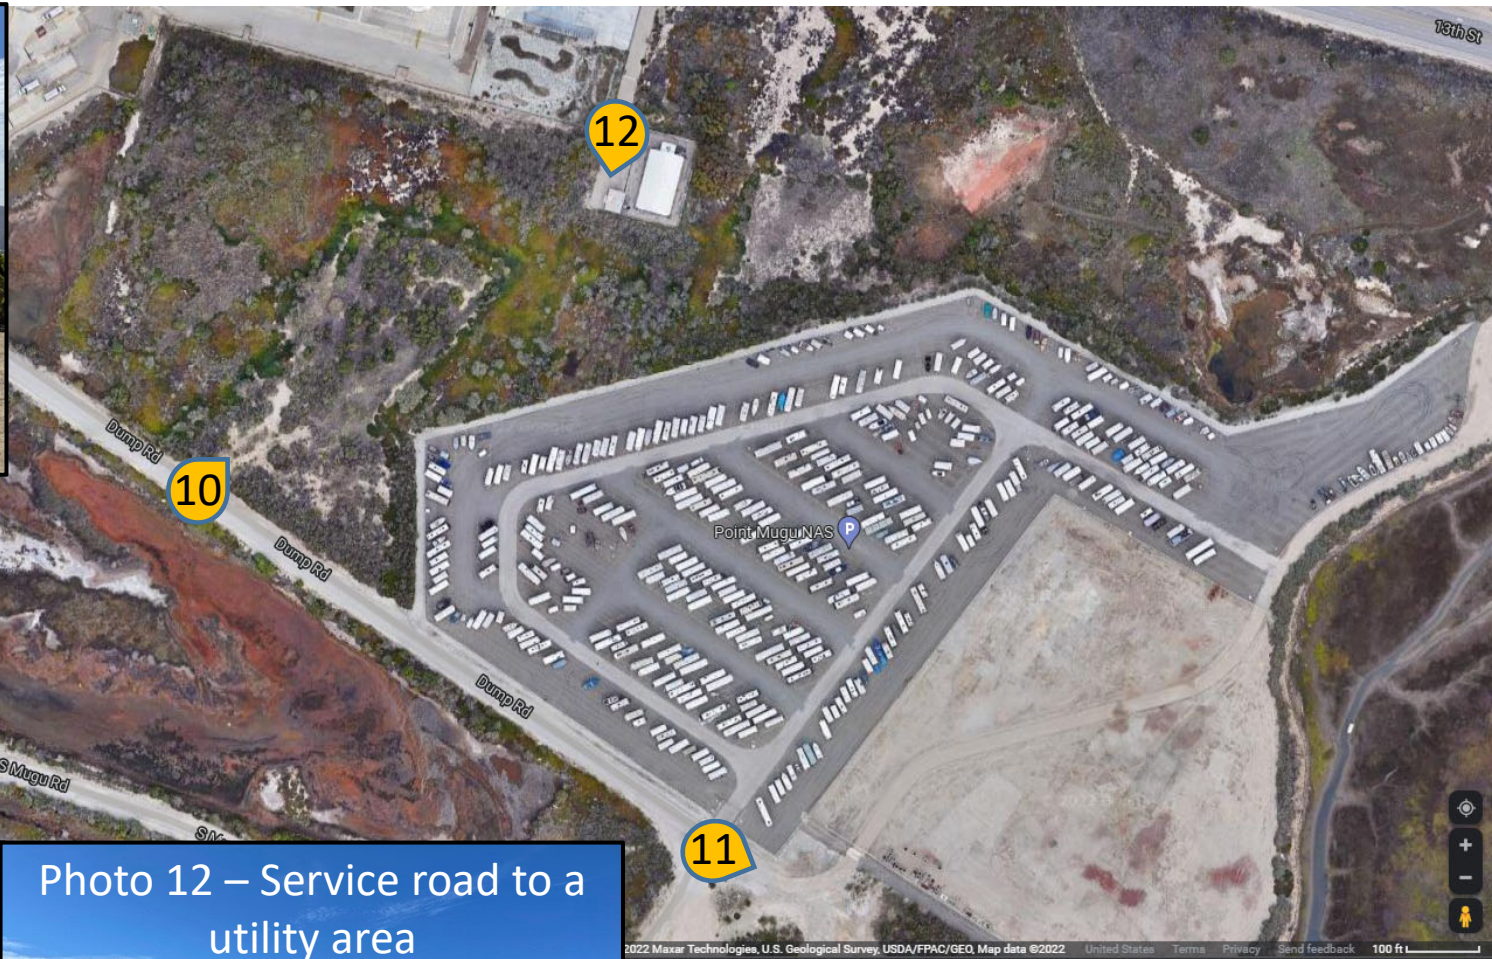 13th St
12
Dump Rd
10
Dump Rd
Point Mugu NAS
P
Dump Rd
S Mugu Rd
11
Photo 12 – Service road to a
utility area
2022 Maxar Technologies, U.S. Geological Survey, USDA/FPAC/GEO, Map data ©2022 United States Terms Privacy Send feedback 100 ft